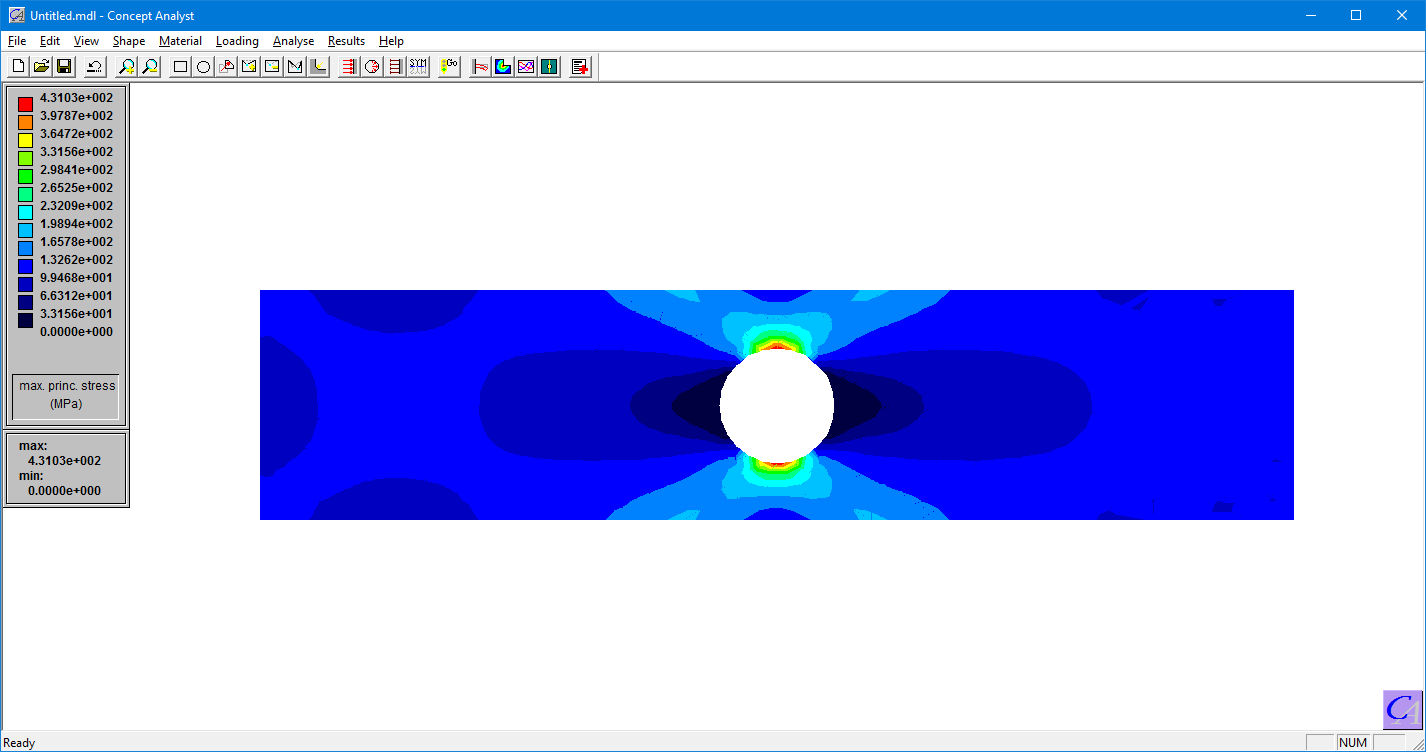 Untitled.mdl - Concept Analyst
File Edit View Shape Material Loading Analyse Results Help
SYM Go
4.3103e+002
3.9787e+002
3.6472e+002
3.3156e+002
2.9841e+002
2.6525e+002
2.3209e+002
1.9894e+002
1.6578e+002
1.3262e+002
9.9468e+001
6.6312e+001
3.3156e+001
0.0000e+000
max. princ. stress
(MPa)
max:
4.3103e+002
min:
0.0000e+000
CA
Ready
NUM